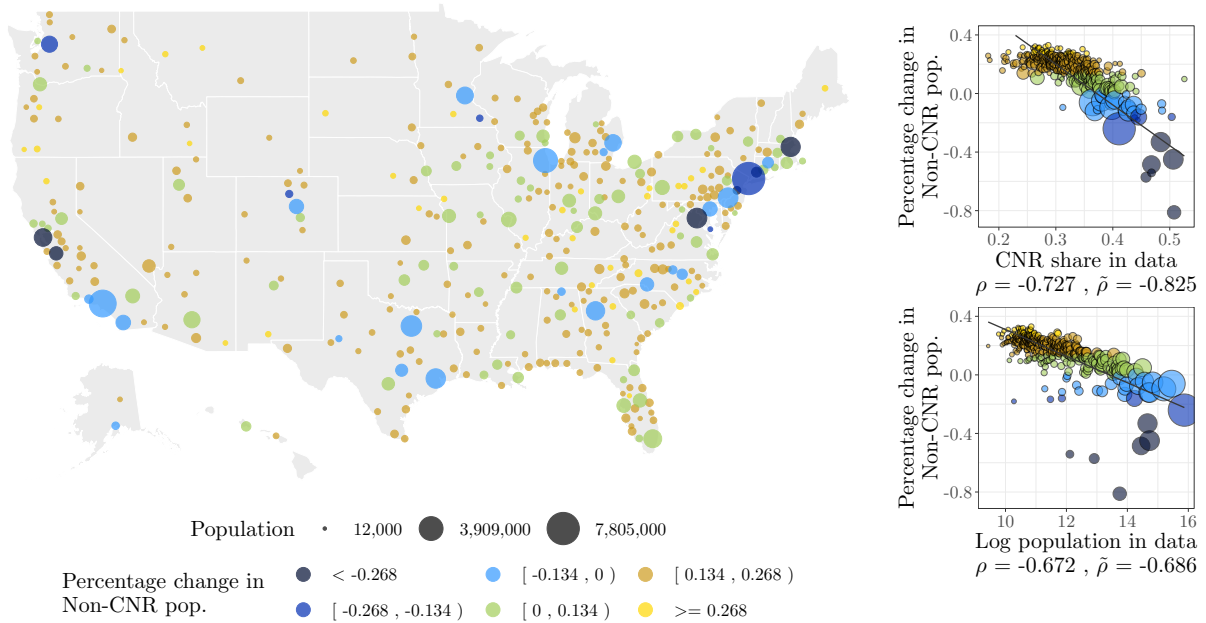 Population 12,000 3,909,000 7,805,000
Percentage change in
Non-CNR pop.
< -0.268 [ -0.134 , 0 ) [ 0.134 , 0.268 )
[ -0.268 , -0.134 ) [ 0 , 0.134 ) >= 0.268
Percentage change in
Non-CNR pop.
0.4
0.0
-0.4
-0.8
0.2 0.3 0.4 0.5
CNR share in data
ρ = -0.727 , ρ̃ = -0.825
Percentage change in
Non-CNR pop.
0.4
0.0
-0.4
-0.8
10 12 14 16
Log population in data
ρ = -0.672 , ρ̃ = -0.686